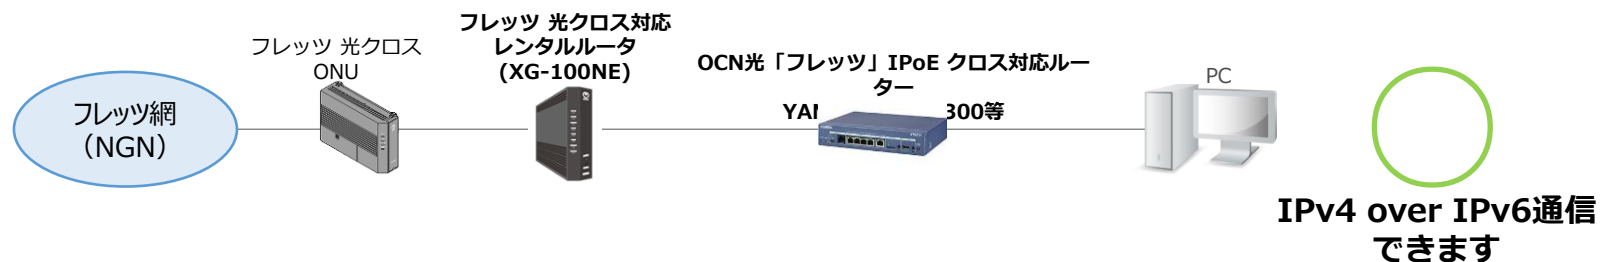 フレッツ網
（NGN）
フレッツ 光クロス
ONU
フレッツ 光クロス対応
レンタルルータ
(XG-100NE)
OCN光「フレッツ」IPoE クロス対応ルー
ター
300等
PC
IPv4 over IPv6通信
できます